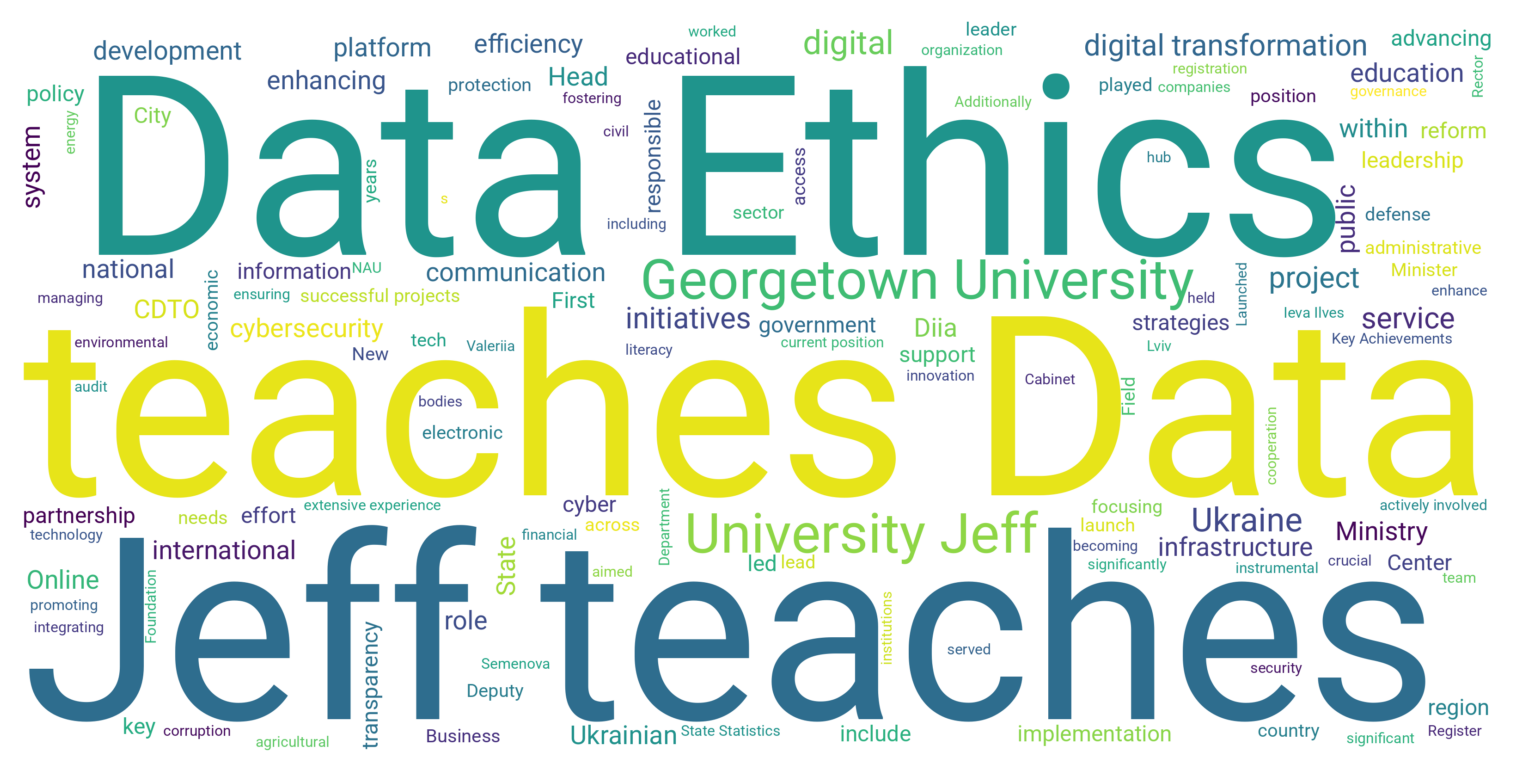 development
platform
efficiency
worked
educational
digital
leader
organization
digital transformation
advancing
policy
enhancing
protection
Head
fostering
registration
played
companies
position
education
governance
Rector
energy
City
system
Data Ethics
years
s
civil
responsible
including
access
sector
Additionally
hub
within
reform
leadership
public
defense
administrative
national
information
NAU
communication
Georgetown University
held
Launched
project
Minister
enhance
managing
CDTO
economic
ensuring
successful projects
First
initiatives
government
Diia
strategies
Ieva Ilves
service
environmental
cybersecurity
New
tech
Valeriia
literacy
current position
support
innovation
Lviv
Key Achievements
teaches Data
audit
bodies
electronic
Cabinet
Field
cooperation
partnership
technology
needs
effort
extensive experience
cyber
across
Department
University Jeff
focusing
launch
becoming
significantly
Ukraine
infrastructure
instrumental
actively involved
Ministry
crucial
Center
team
international
State
financial
aimed
led
lead
Online
promoting
integrating
Foundation
Jeff teaches
role
transparency
Semenova
Deputy
institutions
served
security
key
corruption
agricultural
Business
Ukrainian
State Statistics
include
implementation
country
region
significant
Register